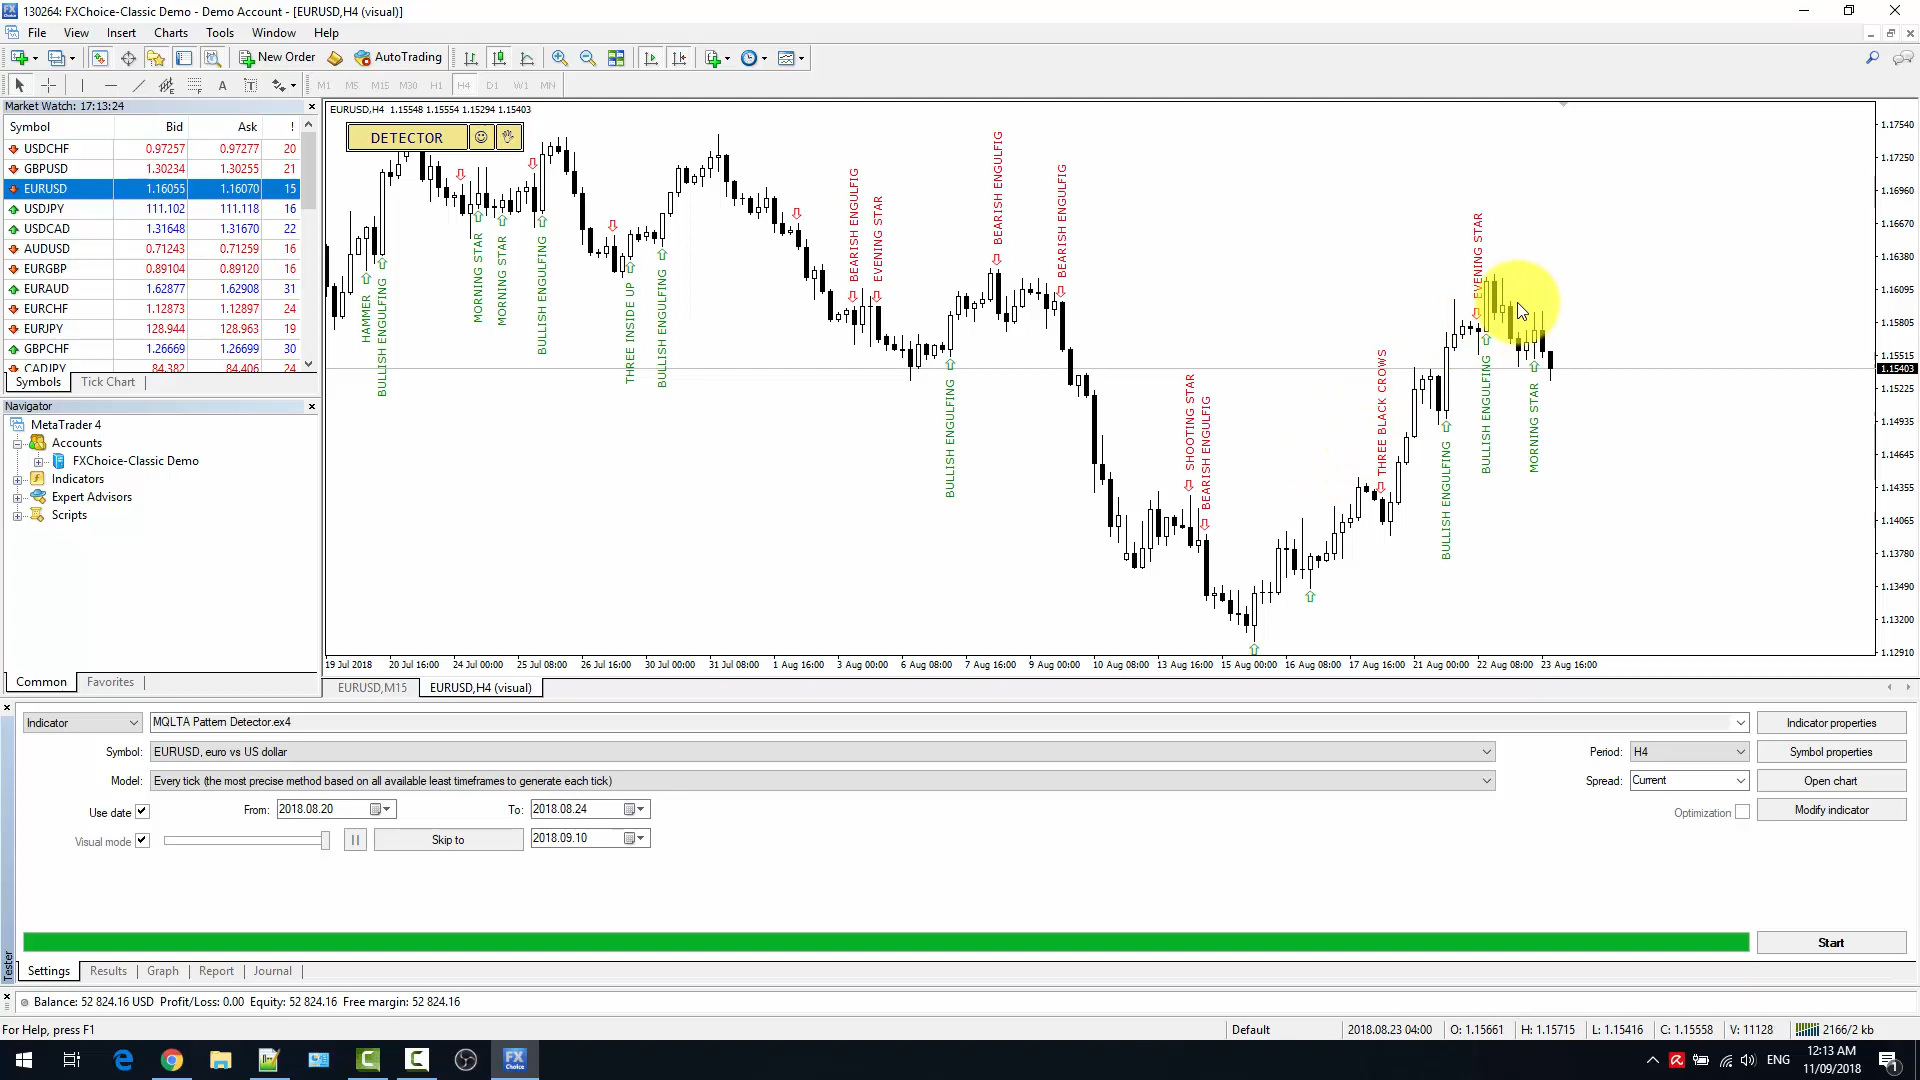 130264: FXChoice-Classic Demo - Demo Account - [EURUSD,H4 (visual)]
File View Insert Charts Tools Window Help
New Order AutoTrading
M1 M5 M15 M30 H1 H4 D1 W1 MN
Market Watch: 17:13:24
Symbol Bid Ask !
USDCHF 0.97257 0.97277 20
GBPUSD 1.30234 1.30255 21
EURUSD 1.16055 1.16070 15
USDJPY 111.102 111.118 16
USDCAD 1.31648 1.31670 22
AUDUSD 0.71243 0.71259 16
EURGBP 0.89104 0.89120 16
EURAUD 1.62877 1.62908 31
EURCHF 1.12873 1.12897 24
EURJPY 128.944 128.963 19
GBPCHF 1.26669 1.26699 30
CADJPY 84.382 84.406 24
Symbols Tick Chart
Navigator
MetaTrader 4
Accounts
FXChoice-Classic Demo
Indicators
Expert Advisors
Scripts
Common Favorites
EURUSD,H4 1.15548 1.15554 1.15294 1.15403
DETECTOR
HAMMER
BULLISH ENGULFING
MORNING STAR
MORNING STAR
BULLISH ENGULFING
THREE INSIDE UP
BULLISH ENGULFING
BEARISH ENGULFIG
EVENING STAR
BULLISH ENGULFING
BEARISH ENGULFIG
BEARISH ENGULFIG
SHOOTING STAR
BEARISH ENGULFIG
THREE BLACK CROWS
BULLISH ENGULFING
EVENING STAR
BULLISH ENGULFING
MORNING STAR
1.17540
1.17250
1.16960
1.16670
1.16380
1.16095
1.15805
1.15515
1.15403
1.15225
1.14935
1.14645
1.14355
1.14065
1.13780
1.13490
1.13200
1.12910
19 Jul 2018 20 Jul 16:00 24 Jul 00:00 25 Jul 08:00 26 Jul 16:00 30 Jul 00:00 31 Jul 08:00 1 Aug 16:00 3 Aug 00:00 6 Aug 08:00 7 Aug 16:00 9 Aug 00:00 10 Aug 08:00 13 Aug 16:00 15 Aug 00:00 16 Aug 08:00 17 Aug 16:00 21 Aug 00:00 22 Aug 08:00 23 Aug 16:00
EURUSD,M15 EURUSD,H4 (visual)
Indicator MQLTA Pattern Detector.ex4 Indicator properties
Symbol: EURUSD, euro vs US dollar Period: H4 Symbol properties
Model: Every tick (the most precise method based on all available least timeframes to generate each tick) Spread: Current Open chart
Use date From: 2018.08.20 To: 2018.08.24 Optimization Modify indicator
Visual mode Skip to 2018.09.10
Start
Tester
Settings Results Graph Report Journal
Balance: 52 824.16 USD Profit/Loss: 0.00 Equity: 52 824.16 Free margin: 52 824.16
For Help, press F1 Default 2018.08.23 04:00 O: 1.15661 H: 1.15715 L: 1.15416 C: 1.15558 V: 11128 2166/2 kb
FX Choice
ENG
12:13 AM
11/09/2018
1